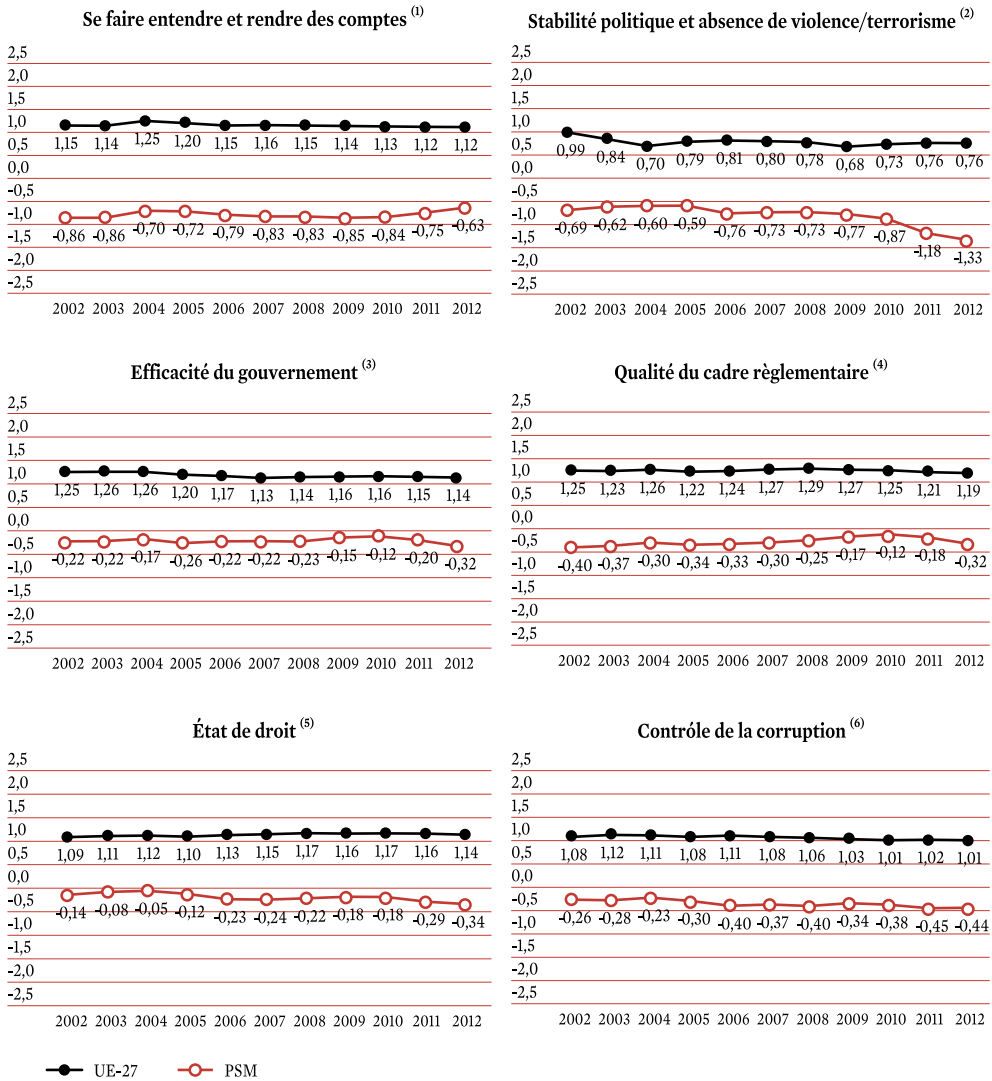 Se faire entendre et rendre des comptes (1)
2,5
2,0
1,5
1,0
0,5
0,0
-0,5
-1,0
-1,5
-2,0
-2,5
1,15 1,14 1,25 1,20 1,15 1,16 1,15 1,14 1,13 1,12 1,12
-0,86 -0,86 -0,70 -0,72 -0,79 -0,83 -0,83 -0,85 -0,84 -0,75 -0,63
2002 2003 2004 2005 2006 2007 2008 2009 2010 2011 2012
Stabilité politique et absence de violence/terrorisme (2)
2,5
2,0
1,5
1,0
0,5
0,0
-0,5
-1,0
-1,5
-2,0
-2,5
0,99 0,84 0,70 0,79 0,81 0,80 0,78 0,68 0,73 0,76 0,76
-0,69 -0,62 -0,60 -0,59 -0,76 -0,73 -0,73 -0,77 -0,87 -1,18 -1,33
2002 2003 2004 2005 2006 2007 2008 2009 2010 2011 2012
Efficacité du gouvernement (3)
2,5
2,0
1,5
1,0
0,5
0,0
-0,5
-1,0
-1,5
-2,0
-2,5
1,25 1,26 1,26 1,20 1,17 1,13 1,14 1,16 1,16 1,15 1,14
-0,22 -0,22 -0,17 -0,26 -0,22 -0,22 -0,23 -0,15 -0,12 -0,20 -0,32
2002 2003 2004 2005 2006 2007 2008 2009 2010 2011 2012
Qualité du cadre règlementaire (4)
2,5
2,0
1,5
1,0
0,5
0,0
-0,5
-1,0
-1,5
-2,0
-2,5
1,25 1,23 1,26 1,22 1,24 1,27 1,29 1,27 1,25 1,21 1,19
-0,40 -0,37 -0,30 -0,34 -0,33 -0,30 -0,25 -0,17 -0,12 -0,18 -0,32
2002 2003 2004 2005 2006 2007 2008 2009 2010 2011 2012
État de droit (5)
2,5
2,0
1,5
1,0
0,5
0,0
-0,5
-1,0
-1,5
-2,0
-2,5
1,09 1,11 1,12 1,10 1,13 1,15 1,17 1,16 1,17 1,16 1,14
-0,14 -0,08 -0,05 -0,12 -0,23 -0,24 -0,22 -0,18 -0,18 -0,29 -0,34
2002 2003 2004 2005 2006 2007 2008 2009 2010 2011 2012
Contrôle de la corruption (6)
2,5
2,0
1,5
1,0
0,5
0,0
-0,5
-1,0
-1,5
-2,0
-2,5
1,08 1,12 1,11 1,08 1,11 1,08 1,06 1,03 1,01 1,02 1,01
-0,26 -0,28 -0,23 -0,30 -0,40 -0,37 -0,40 -0,34 -0,38 -0,45 -0,44
2002 2003 2004 2005 2006 2007 2008 2009 2010 2011 2012
UE-27 PSM